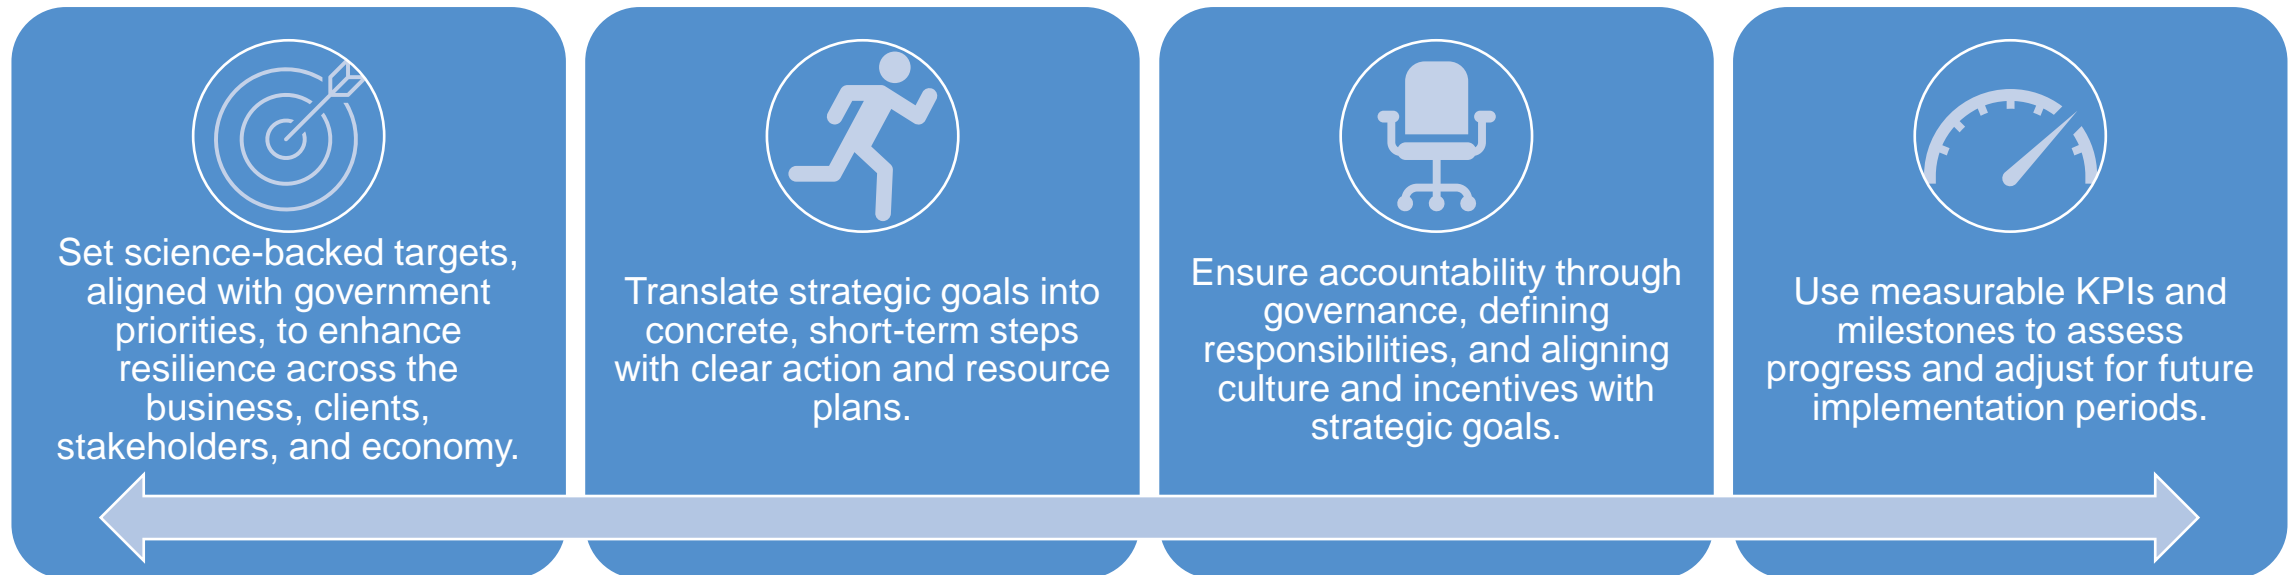 Set science-backed targets,
aligned with government
priorities, to enhance
resilience across the
business, clients,
stakeholders, and economy.
Translate strategic goals into
concrete, short-term steps
with clear action and resource
plans.
Ensure accountability through
governance, defining
responsibilities, and aligning
culture and incentives with
strategic goals.
Use measurable KPIs and
milestones to assess
progress and adjust for future
implementation periods.